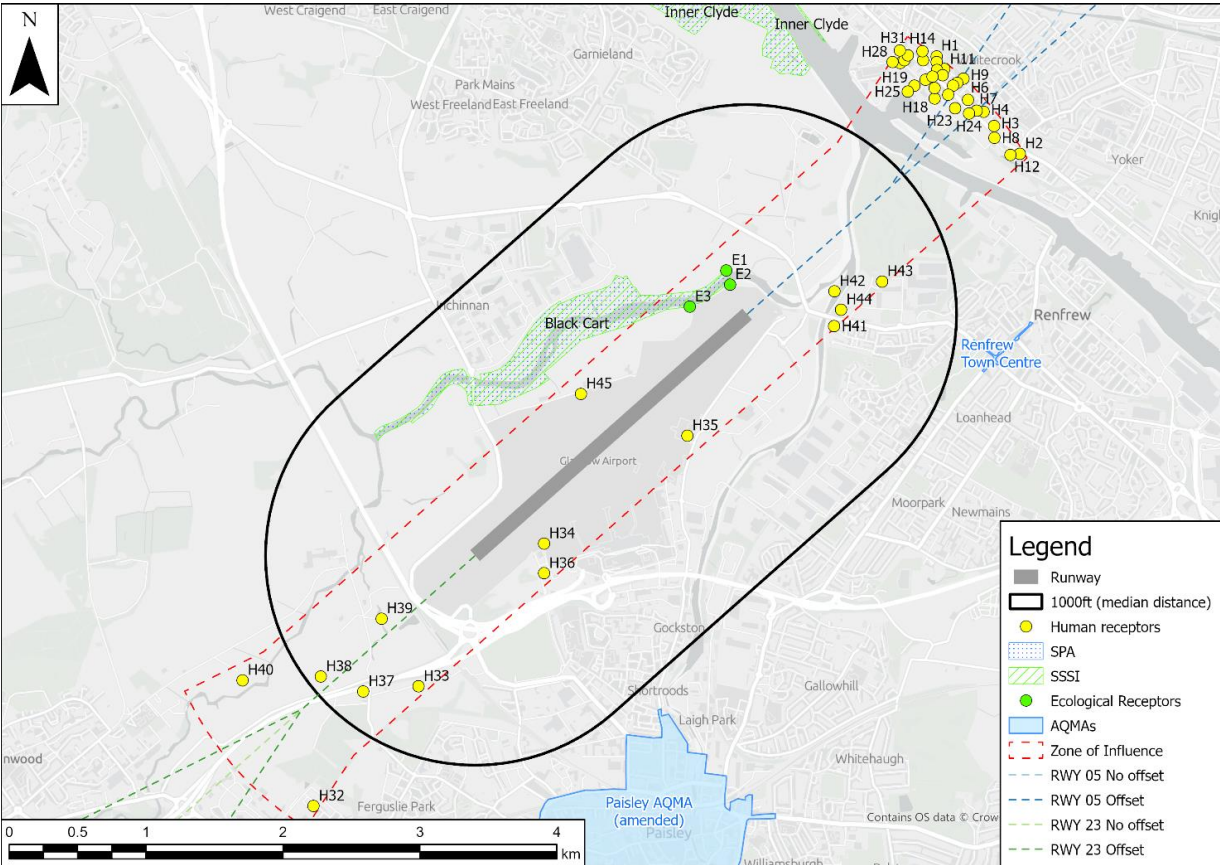 N
West Craigend
East Craigend
Inner Clyde
Inner Clyde
Garnieland
Park Mains
West Freeland
East Freeland
H31
H14
H28
H1
H11
H19
H9
H6
H25
H18
H7
H4
H23
H24
H3
H8
H2
H12
Yoker
E1
E2
E3
Black Cart
H42
H43
H44
H41
Renfrew
Renfrew
Town Centre
H45
Loanhead
H35
Moorpark
Newmains
H34
H36
H39
Gockston
H40
H38
H37
H33
Shortroods
Gallowhill
Laigh Park
Whitehaugh
H32
Ferguslie Park
Paisley AQMA
(amended)
Paisley
Williamsburgh
Contains OS data © Crow
0 0.5 1 2 3 4
km
Legend
Runway
1000ft (median distance)
Human receptors
SPA
SSSI
Ecological Receptors
AQMAs
Zone of Influence
RWY 05 No offset
RWY 05 Offset
RWY 23 No offset
RWY 23 Offset